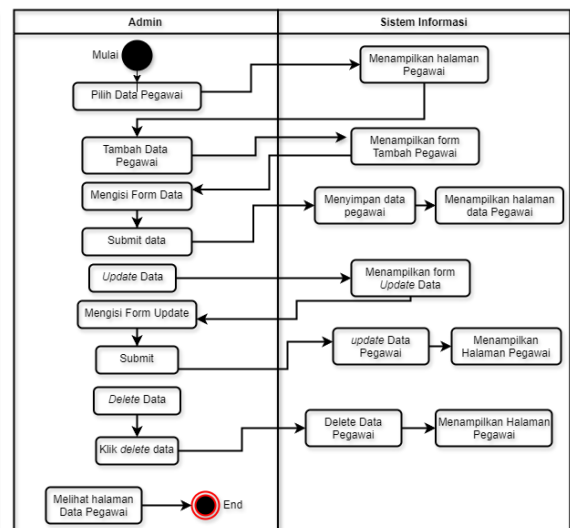 Admin
Sistem Informasi
Mulai
Menampilkan halaman
Pegawai
Pilih Data Pegawai
Tambah Data
Pegawai
Menampilkan form
Tambah Pegawai
Mengisi Form Data
Submit data
Menyimpan data
pegawai
Menampilkan halaman
data Pegawai
Update Data
Menampilkan form
Update Data
Mengisi Form Update
Submit
update Data
Pegawai
Menampilkan
Halaman Pegawai
Delete Data
Klik delete data
Delete Data
Pegawai
Menampilkan Halaman
Pegawai
Melihat halaman
Data Pegawai
End